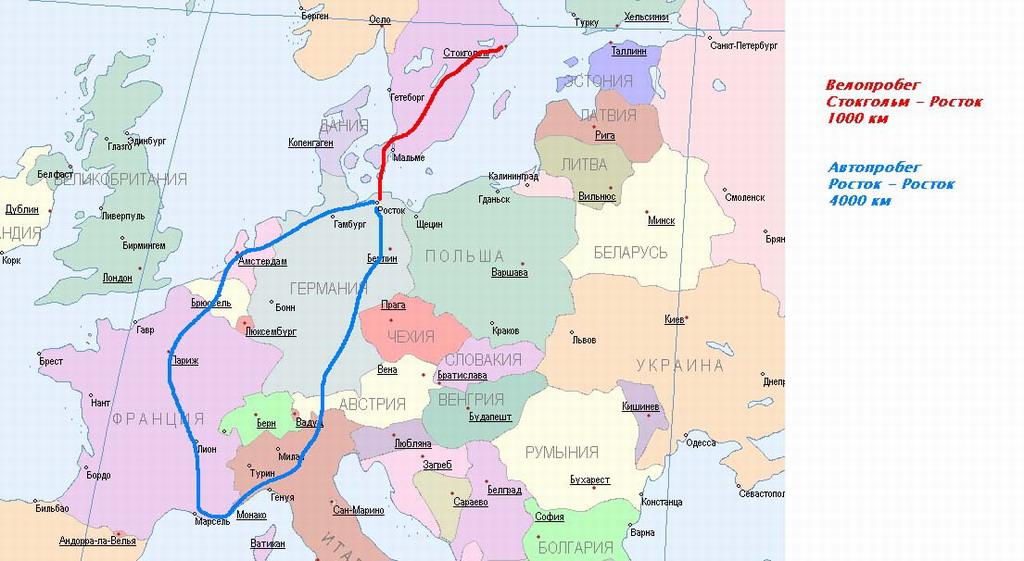 Берген
Осло
Турку
Хельсинки
Стокгольм
Таллинн
Санкт-Петербург
ЭСТОНИЯ
Гетеборг
ЛАТВИЯ
Рига
ДАНИЯ
Копенгаген
Мальме
Глазго
Эдинбург
Белфаст
ВЕЛИКОБРИТАНИЯ
ЛИТВА
Калининград
Вильнюс
Гданьск
Смоленск
Дублин
Ливерпуль
Росток
Гамбург
Щецин
Минск
АНДИЯ
Корк
Бирмингем
Брян
Лондон
Амстердам
Берлин
ПОЛЬША
Варшава
БЕЛАРУСЬ
ГЕРМАНИЯ
Брюссель
Бонн
Прага
Люксембург
Гавр
ЧЕХИЯ
Краков
Львов
Киев
УКРАИНА
Брест
Париж
СЛОВАКИЯ
Вена
Братислава
Днепр
Нант
ФРАНЦИЯ
Берн
Вадуц
АВСТРИЯ
ВЕНГРИЯ
Будапешт
Кишинев
Лион
Любляна
Одесса
Милан
Загреб
РУМЫНИЯ
Бордо
Турин
Генуя
Белград
Бухарест
Севастопол
Сараево
Констанца
Бильбао
Марсель
Монако
Сан-Марино
София
Варна
Андорра-ла-Велья
Ватикан
ИТАЛ
БОЛГАРИЯ
Велопробег
Стокгольм - Росток
1000 км
Автопробег
Росток - Росток
4000 км